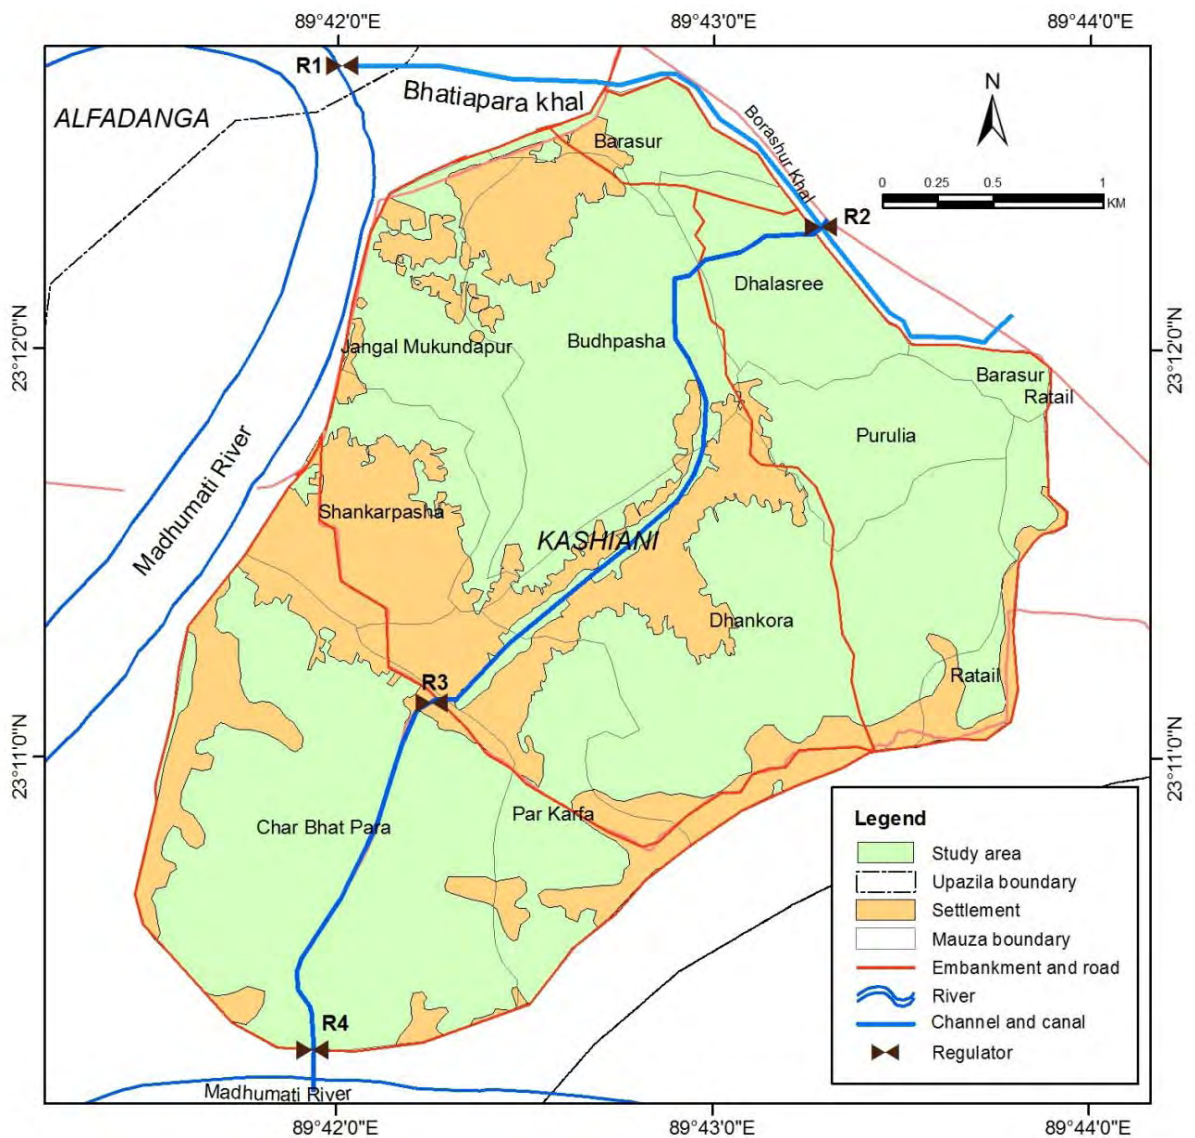 89°42'0"E
89°43'0"E
89°44'0"E
R1
Bhatiapara khal
ALFADANGA
N
Borashur Khal
Barasur
0 0.25 0.5 1
KM
R2
Dhalasree
23°12'0"N
Jangal Mukundapur
Budhpasha
23°12'0"N
Barasur
Ratail
Purulia
Madhumati River
Shankarpasha
KASHIANI
Dhankora
Ratail
R3
23°11'0"N
23°11'0"N
Par Karfa
Char Bhat Para
Legend
Study area
Upazila boundary
Settlement
Mauza boundary
Embankment and road
River
Channel and canal
Regulator
R4
Madhumati River
89°42'0"E
89°43'0"E
89°44'0"E